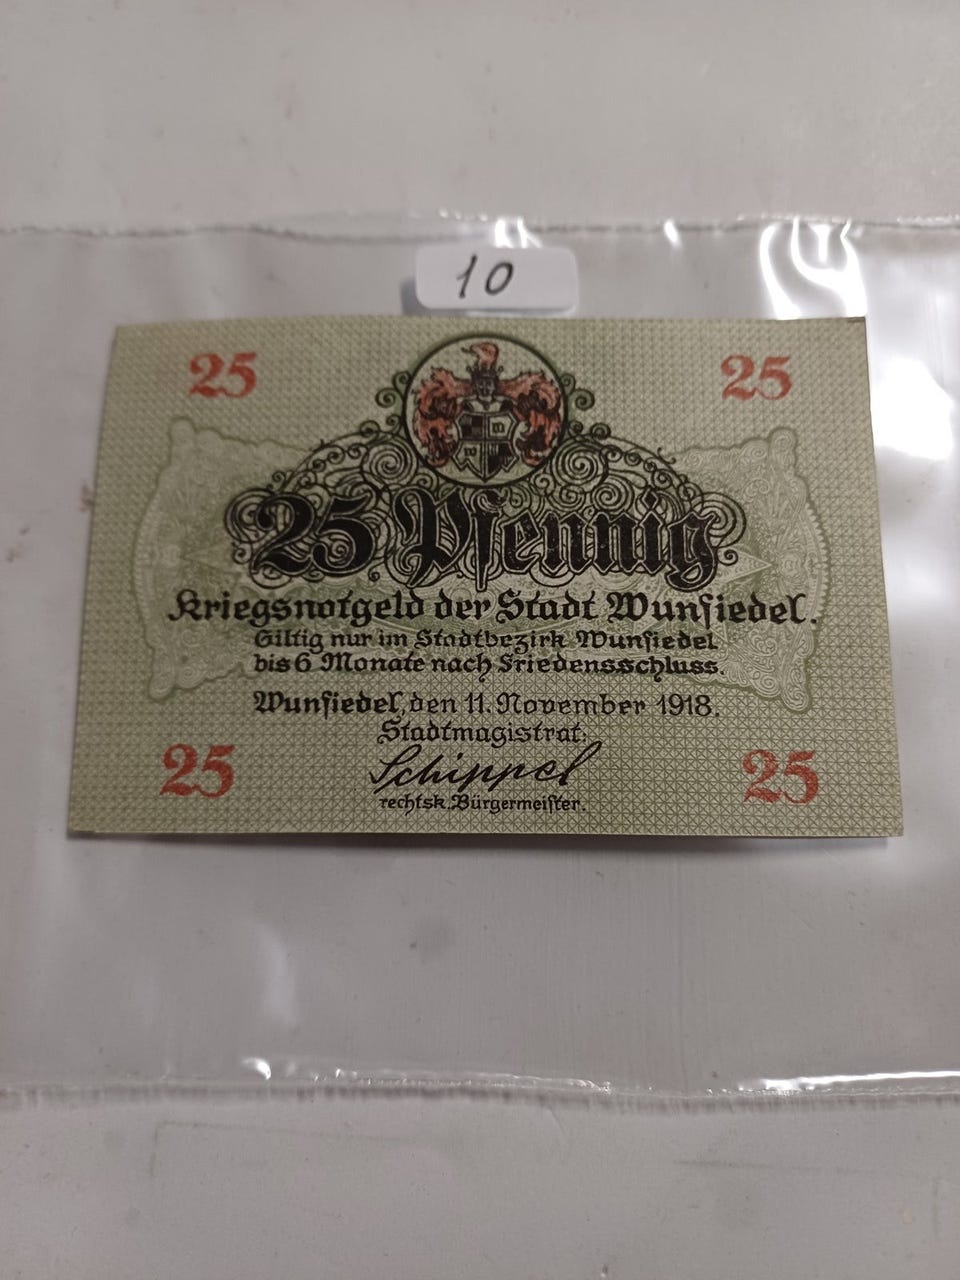 10
25 25
25 Pfennig
Kriegsnotgeld der Stadt Wunsiedel.
Giltig nur im Stadtbezirk Wunsiedel
bis 6 Monate nach Friedensschluss.
Wunsiedel, den 11. November 1918.
Stadtmagistrat:
25 Schippel 25
rechtsk. Bürgermeister.